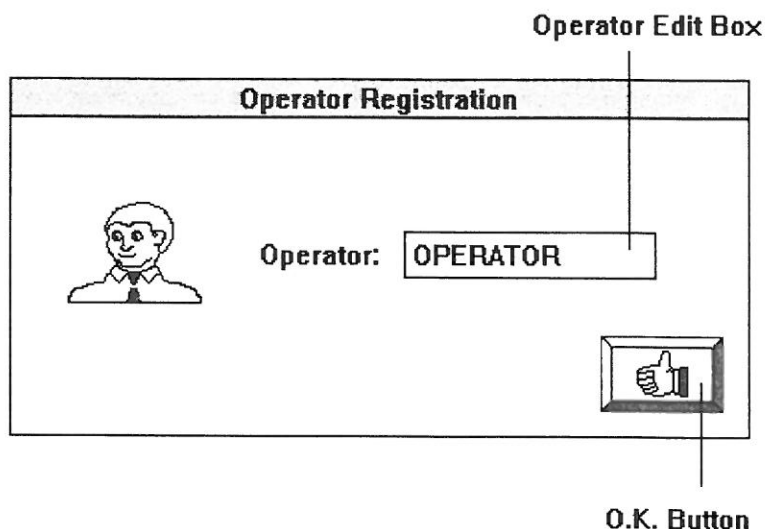 Operator Edit Box
Operator Registration
Operator: OPERATOR
O.K. Button